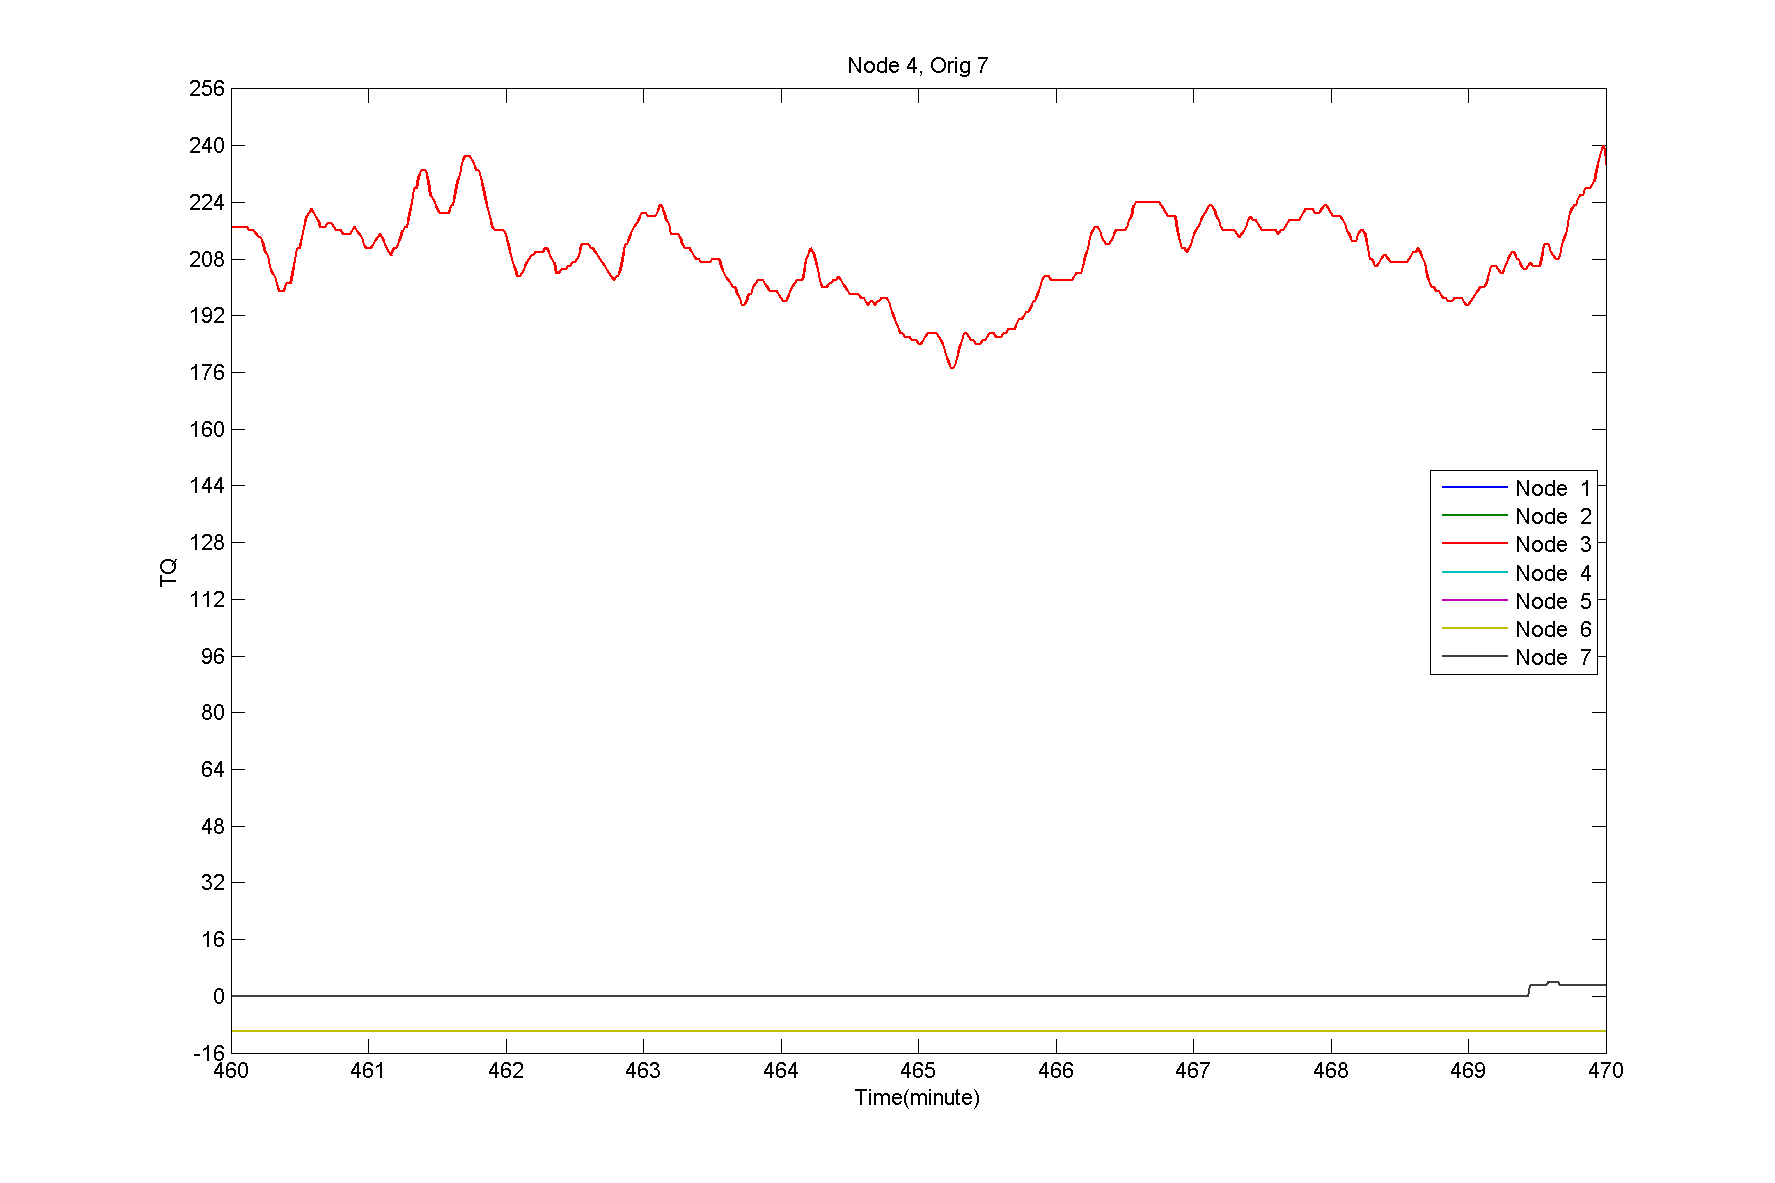 Node 4, Orig 7
256
240
224
208
192
176
160
144
128
112
96
80
64
48
32
16
0
-16
TQ
Node 1
Node 2
Node 3
Node 4
Node 5
Node 6
Node 7
460 461 462 463 464 465 466 467 468 469 470
Time(minute)